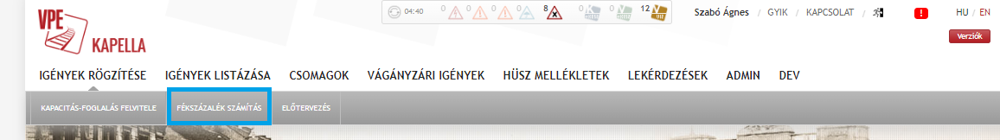 VPE
KAPELLA
04:40 0 0 0 0 8 0 0 12
Szabó Ágnes / GYIK / KAPCSOLAT /
!
HU / EN
Verziók
IGÉNYEK RÖGZÍTÉSE IGÉNYEK LISTÁZÁSA CSOMAGOK VÁGÁNYZÁRI IGÉNYEK HÜSZ MELLÉKLETEK LEKÉRDEZÉSEK ADMIN DEV
KAPACITÁS-FOGLALÁS FELVITELE FÉKSZÁZALÉK SZÁMÍTÁS ELŐTERVEZÉS